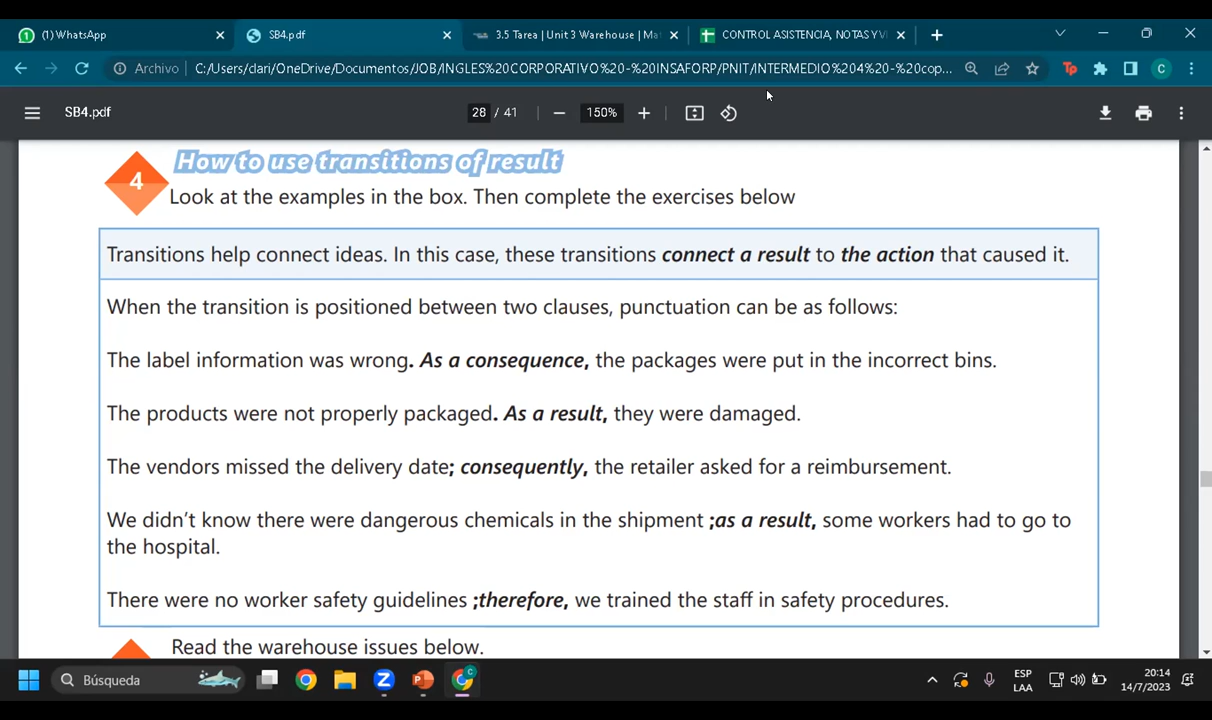 (1) WhatsApp
SB4.pdf
3.5 Tarea | Unit 3 Warehouse | Ma
CONTROL ASISTENCIA, NOTAS Y V
Archivo
C:/Users/clari/OneDrive/Documentos/JOB/INGLES%20CORPORATIVO%20-%20INSAFORP/PNIT/INTERMEDIO%204%20-%20cop...
SB4.pdf
28 / 41
150%
4
How to use transitions of result
Look at the examples in the box. Then complete the exercises below
Transitions help connect ideas. In this case, these transitions connect a result to the action that caused it.
When the transition is positioned between two clauses, punctuation can be as follows:
The label information was wrong. As a consequence, the packages were put in the incorrect bins.
The products were not properly packaged. As a result, they were damaged.
The vendors missed the delivery date; consequently, the retailer asked for a reimbursement.
We didn't know there were dangerous chemicals in the shipment ;as a result, some workers had to go to
the hospital.
There were no worker safety guidelines ;therefore, we trained the staff in safety procedures.
Read the warehouse issues below.
Búsqueda
ESP
LAA
20:14
14/7/2023